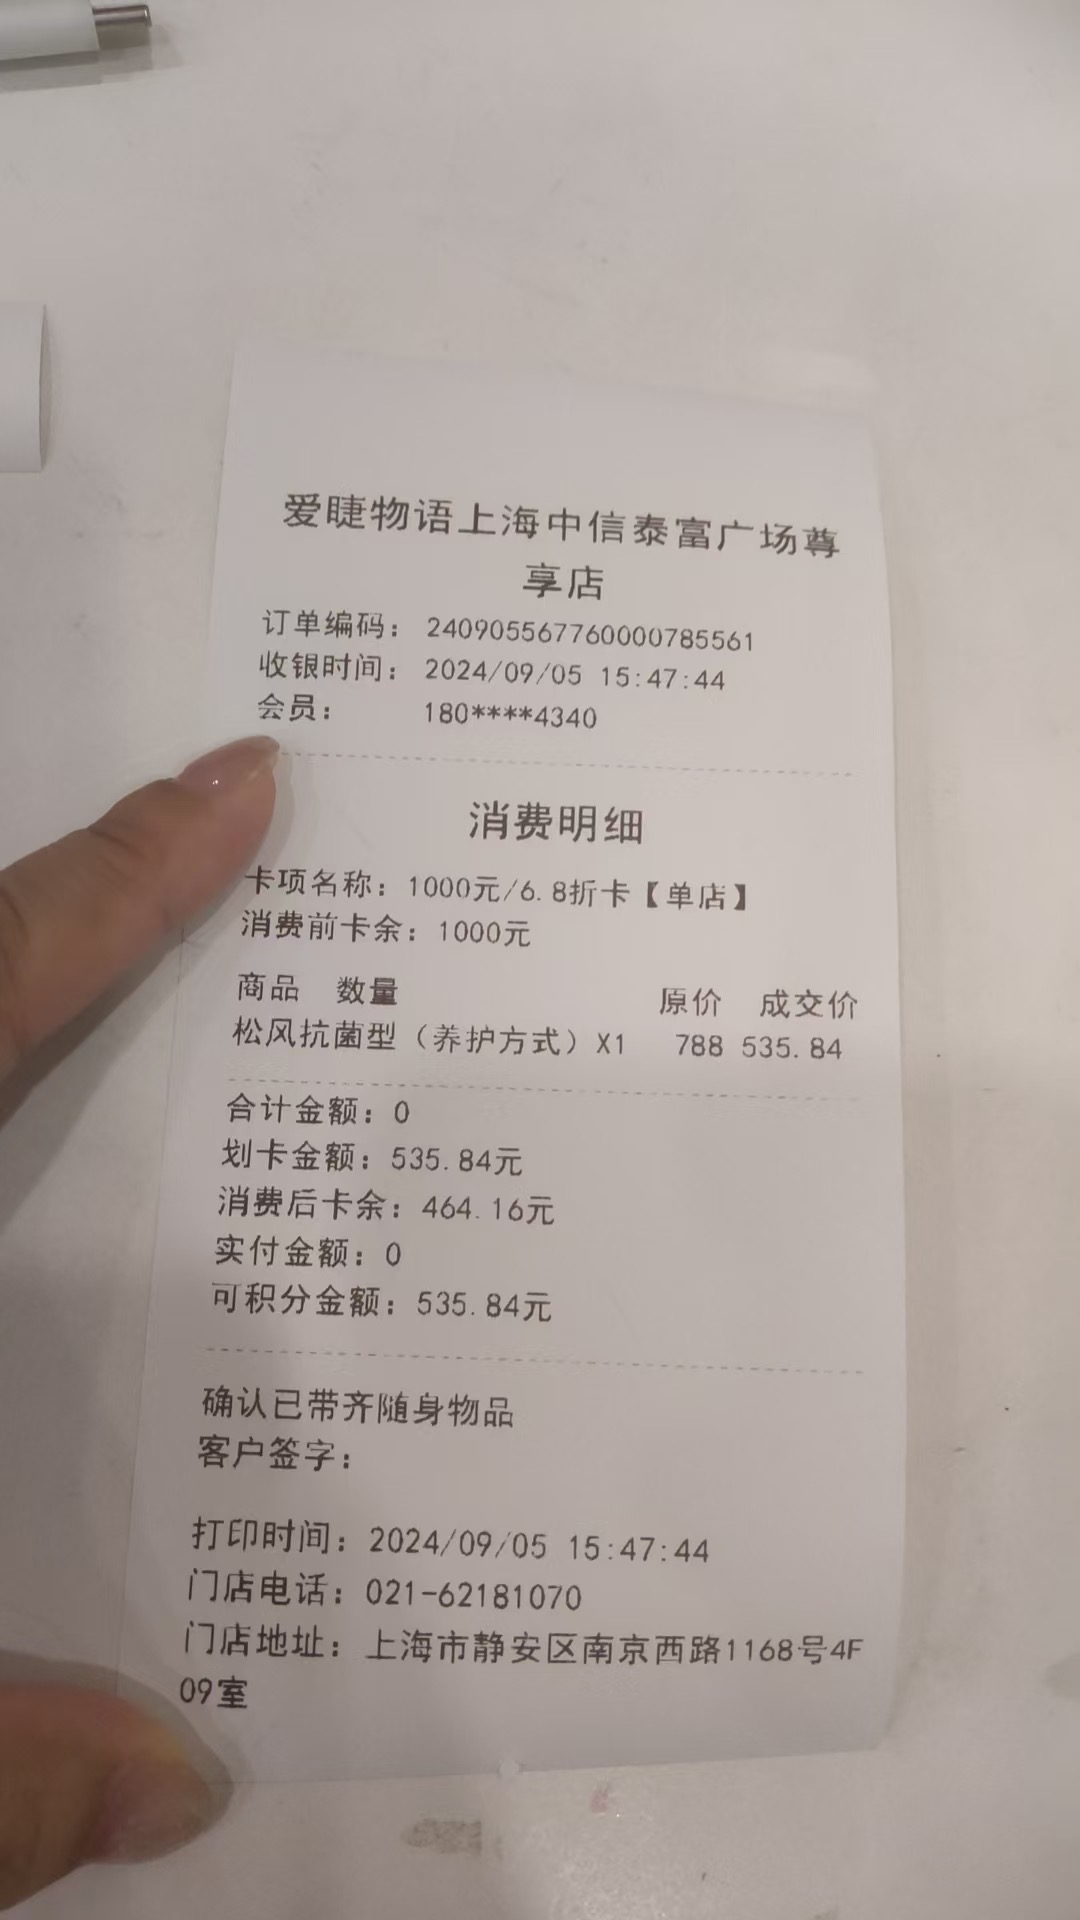 爱睫物语上海中信泰富广场尊
享店
订单编码： 240905567760000785561
收银时间： 2024/09/05 15:47:44
会员： 180****4340
消费明细
卡项名称：1000元/6.8折卡【单店】
消费前卡余：1000元
商品 数量 原价 成交价
松风抗菌型（养护方式）X1 788 535.84
合计金额：0
划卡金额：535.84元
消费后卡余：464.16元
实付金额：0
可积分金额：535.84元
确认已带齐随身物品
客户签字：
打印时间：2024/09/05 15:47:44
门店电话：021-62181070
门店地址：上海市静安区南京西路1168号4F
09室